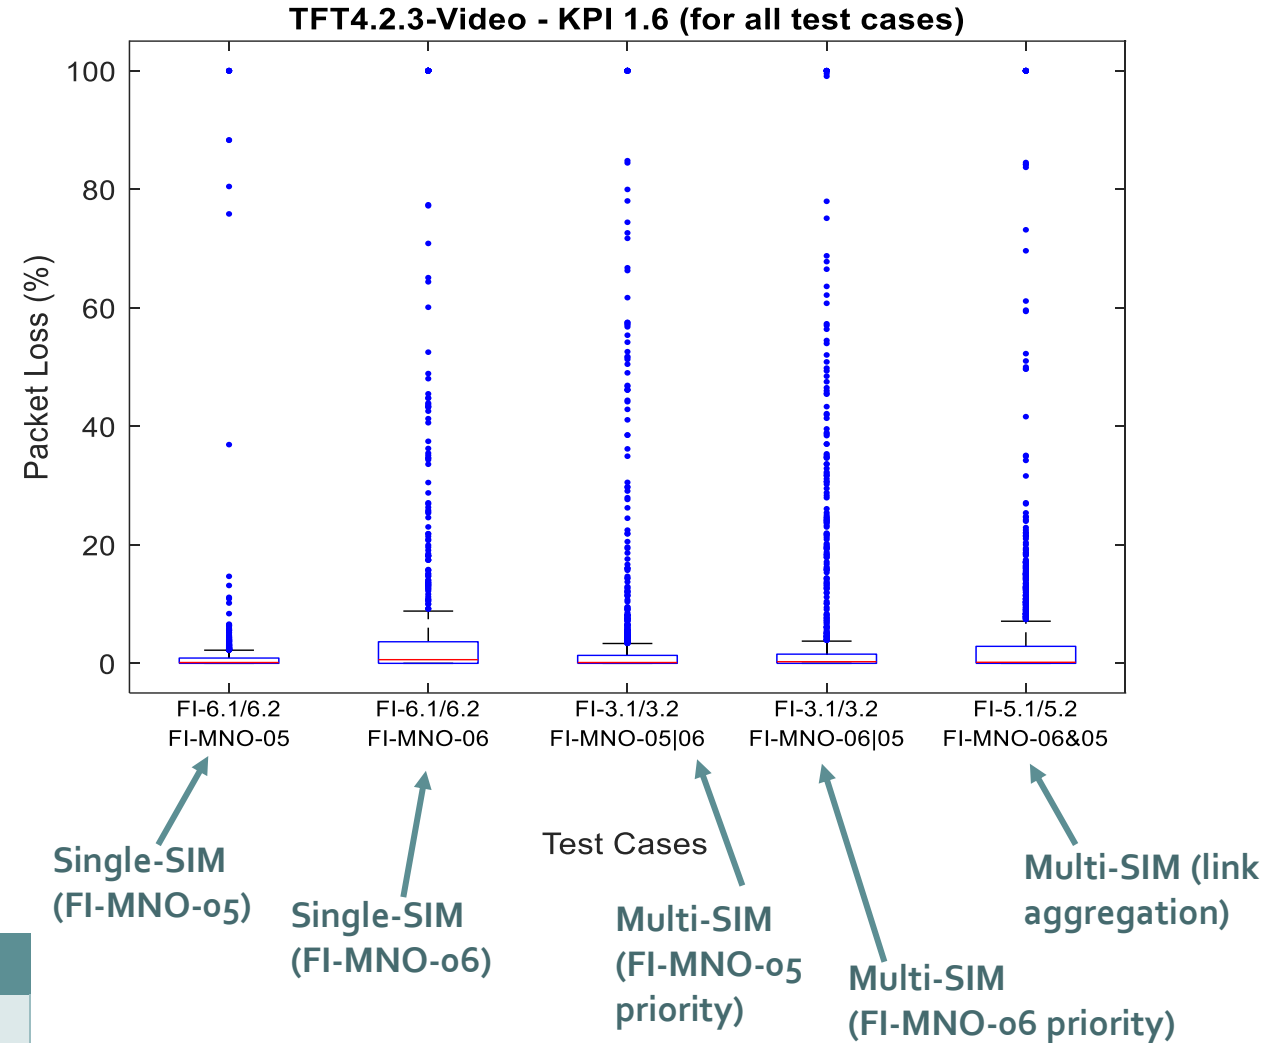 TFT4.2.3-Video - KPI 1.6 (for all test cases)
100
80
60
40
20
0
Packet Loss (%)
FI-6.1/6.2
FI-MNO-05
FI-6.1/6.2
FI-MNO-06
FI-3.1/3.2
FI-MNO-05|06
FI-3.1/3.2
FI-MNO-06|05
FI-5.1/5.2
FI-MNO-06&05
Test Cases
Single-SIM
(FI-MNO-05)
Single-SIM
(FI-MNO-06)
Multi-SIM
(FI-MNO-05
priority)
Multi-SIM
(FI-MNO-06 priority)
Multi-SIM (link
aggregation)